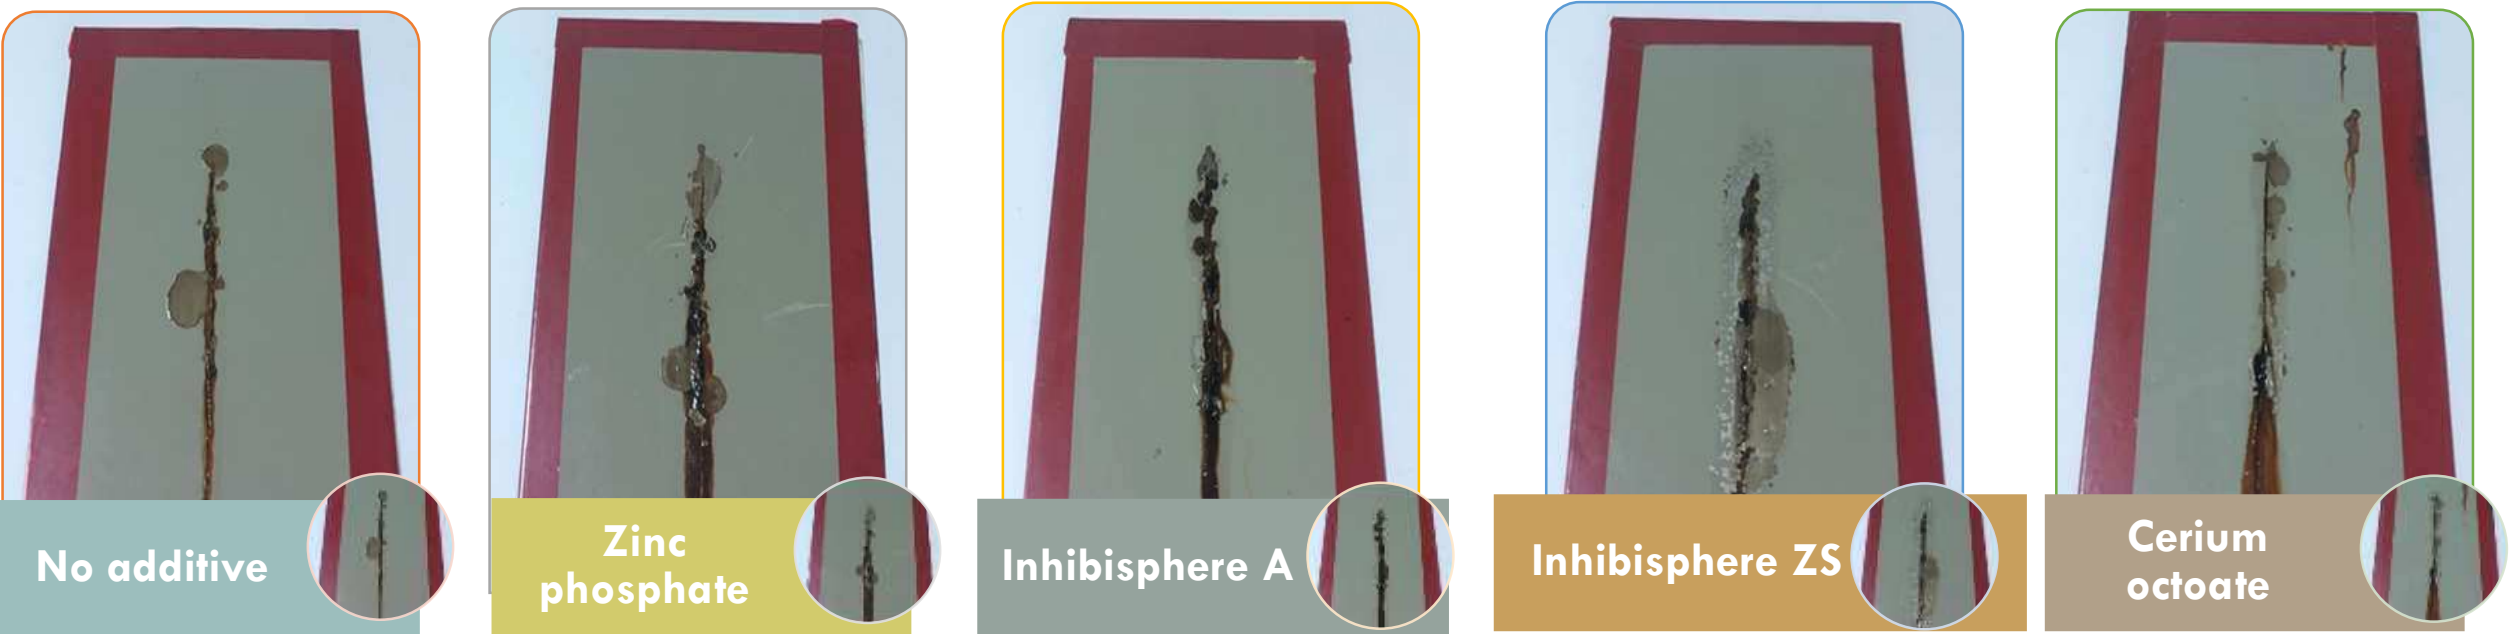 No additive
Zinc
phosphate
Inhibisphere A
Inhibisphere ZS
Cerium
octoate